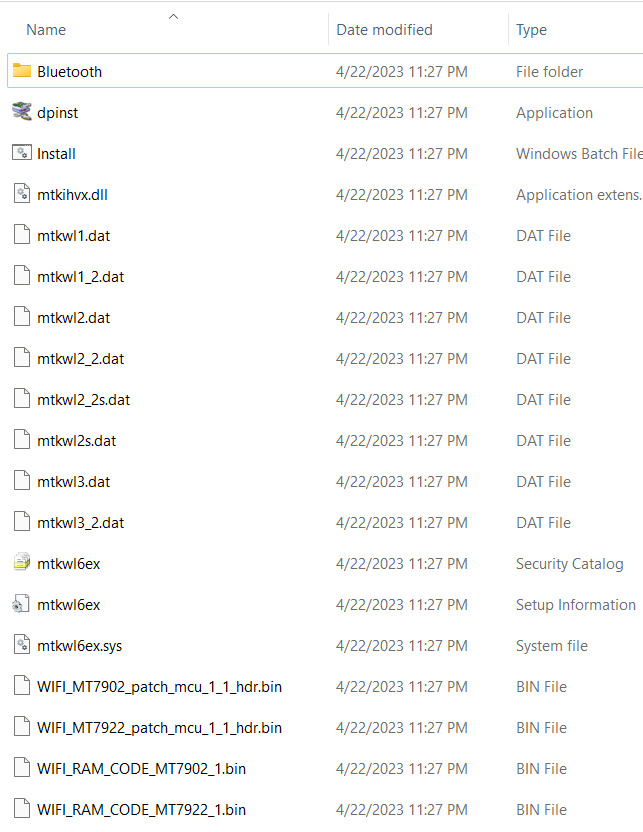 Name Date modified Type
Bluetooth 4/22/2023 11:27 PM File folder
dpinst 4/22/2023 11:27 PM Application
Install 4/22/2023 11:27 PM Windows Batch File
mtkihvx.dll 4/22/2023 11:27 PM Application extens...
mtkwl1.dat 4/22/2023 11:27 PM DAT File
mtkwl1_2.dat 4/22/2023 11:27 PM DAT File
mtkwl2.dat 4/22/2023 11:27 PM DAT File
mtkwl2_2.dat 4/22/2023 11:27 PM DAT File
mtkwl2_2s.dat 4/22/2023 11:27 PM DAT File
mtkwl2s.dat 4/22/2023 11:27 PM DAT File
mtkwl3.dat 4/22/2023 11:27 PM DAT File
mtkwl3_2.dat 4/22/2023 11:27 PM DAT File
mtkwl6ex 4/22/2023 11:27 PM Security Catalog
mtkwl6ex 4/22/2023 11:27 PM Setup Information
mtkwl6ex.sys 4/22/2023 11:27 PM System file
WIFI_MT7902_patch_mcu_1_1_hdr.bin 4/22/2023 11:27 PM BIN File
WIFI_MT7922_patch_mcu_1_1_hdr.bin 4/22/2023 11:27 PM BIN File
WIFI_RAM_CODE_MT7902_1.bin 4/22/2023 11:27 PM BIN File
WIFI_RAM_CODE_MT7922_1.bin 4/22/2023 11:27 PM BIN File